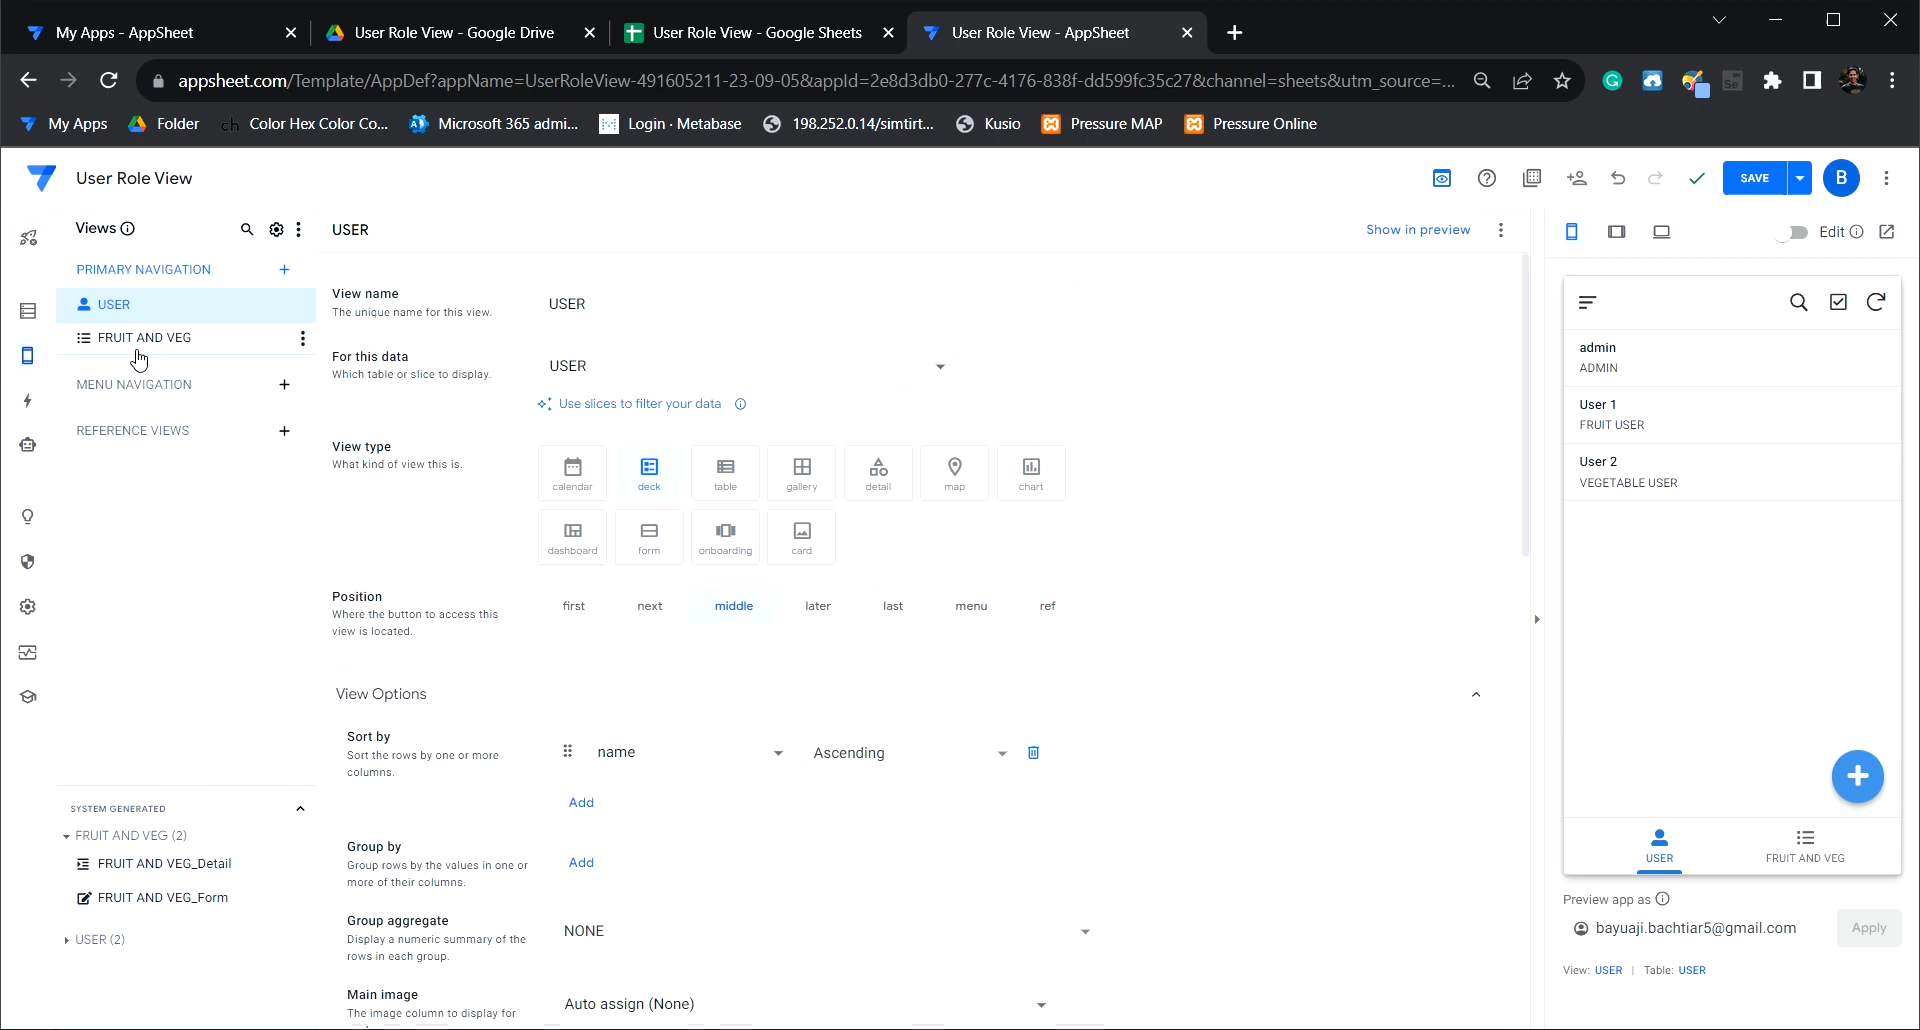 My Apps - AppSheet
User Role View - Google Drive
User Role View - Google Sheets
User Role View - AppSheet
appsheet.com/Template/AppDef?appName=UserRoleView-491605211-23-09-05&appId=2e8d3db0-277c-4176-838f-dd599fc35c27&channel=sheets&utm_source=...
My Apps
Folder
ch Color Hex Color Co...
Microsoft 365 admi...
Login · Metabase
198.252.0.14/simtirt...
Kusio
Pressure MAP
Pressure Online
User Role View
SAVE
B
Views
PRIMARY NAVIGATION
USER
FRUIT AND VEG
MENU NAVIGATION
REFERENCE VIEWS
SYSTEM GENERATED
FRUIT AND VEG (2)
FRUIT AND VEG_Detail
FRUIT AND VEG_Form
USER (2)
USER
Show in preview
View name
The unique name for this view.
USER
For this data
Which table or slice to display.
USER
Use slices to filter your data
View type
What kind of view this is.
calendar
deck
table
gallery
detail
map
chart
dashboard
form
onboarding
card
Position
Where the button to access this
view is located.
first
next
middle
later
last
menu
ref
View Options
Sort by
Sort the rows by one or more
columns.
name
Ascending
Add
Group by
Group rows by the values in one or
more of their columns.
Add
Group aggregate
Display a numeric summary of the
rows in each group.
NONE
Main image
The image column to display for
Auto assign (None)
Edit
admin
ADMIN
User 1
FRUIT USER
User 2
VEGETABLE USER
USER
FRUIT AND VEG
Preview app as
bayuaji.bachtiar5@gmail.com
Apply
View: USER | Table: USER